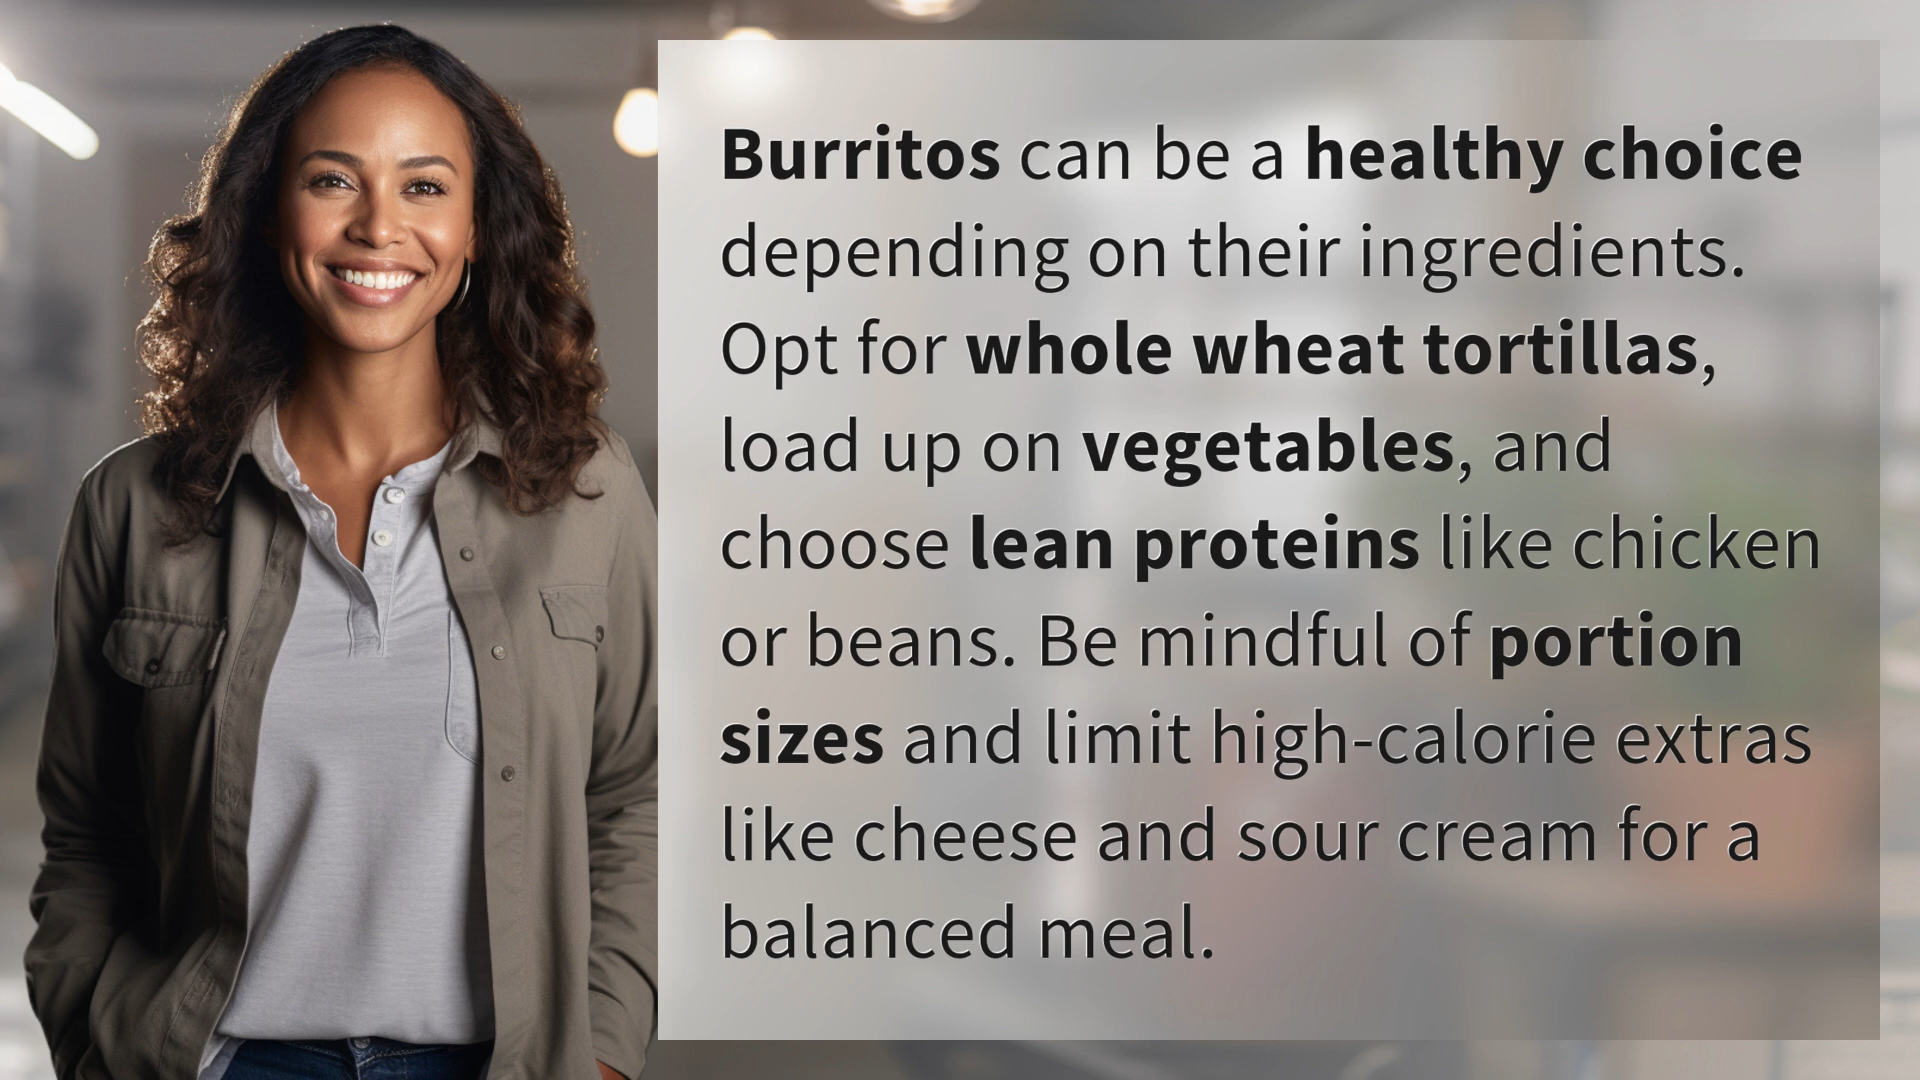 Burritos can be a healthy choice
depending on their ingredients.
Opt for whole wheat tortillas,
load up on vegetables, and
choose lean proteins like chicken
or beans. Be mindful of portion
sizes and limit high-calorie extras
like cheese and sour cream for a
balanced meal.